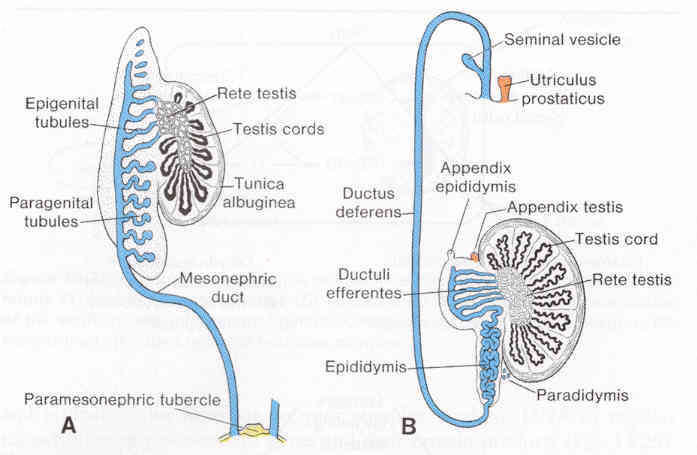 Epigenital
tubules
Rete testis
Testis cords
Tunica
albuginea
Paragenital
tubules
Mesonephric
duct
Paramesonephric tubercle
A
Seminal vesicle
Utriculus
prostaticus
Appendix
epididymis
Ductus
deferens
Appendix testis
Testis cord
Rete testis
Ductuli
efferentes
Epididymis
Paradidymis
B